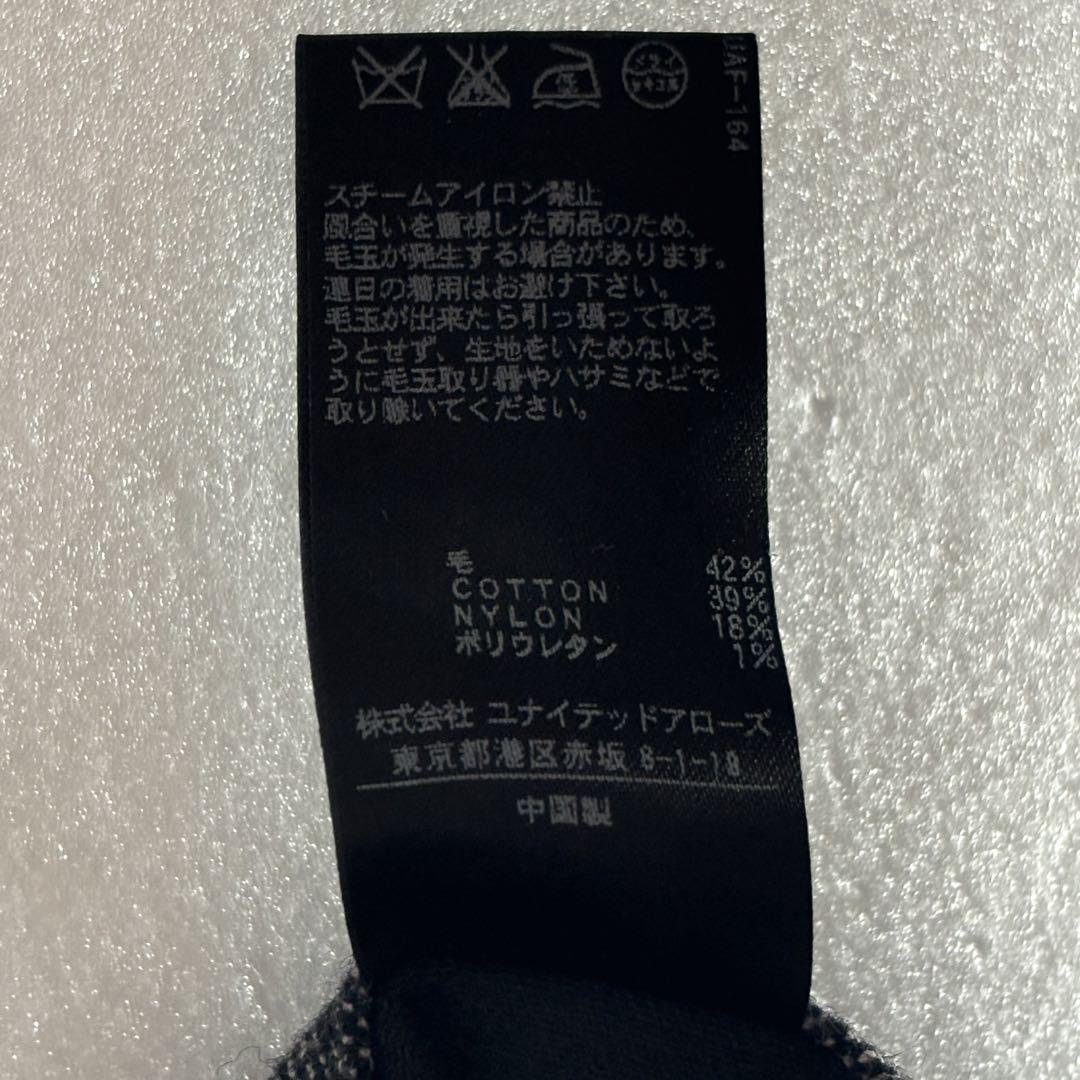 UAF-164
スチームアイロン禁止
風合いを重視した商品のため、
毛玉が発生する場合があります。
連日の着用はお避け下さい。
毛玉が出来たら引っ張って取ろ
うとせず、生地をいためないよ
うに毛玉取り器やハサミなどで
取り除いてください。
毛 42%
COTTON 39%
NYLON 18%
ポリウレタン 1%
株式会社 ユナイテッドアローズ
東京都港区赤坂 8-1-19
中国製